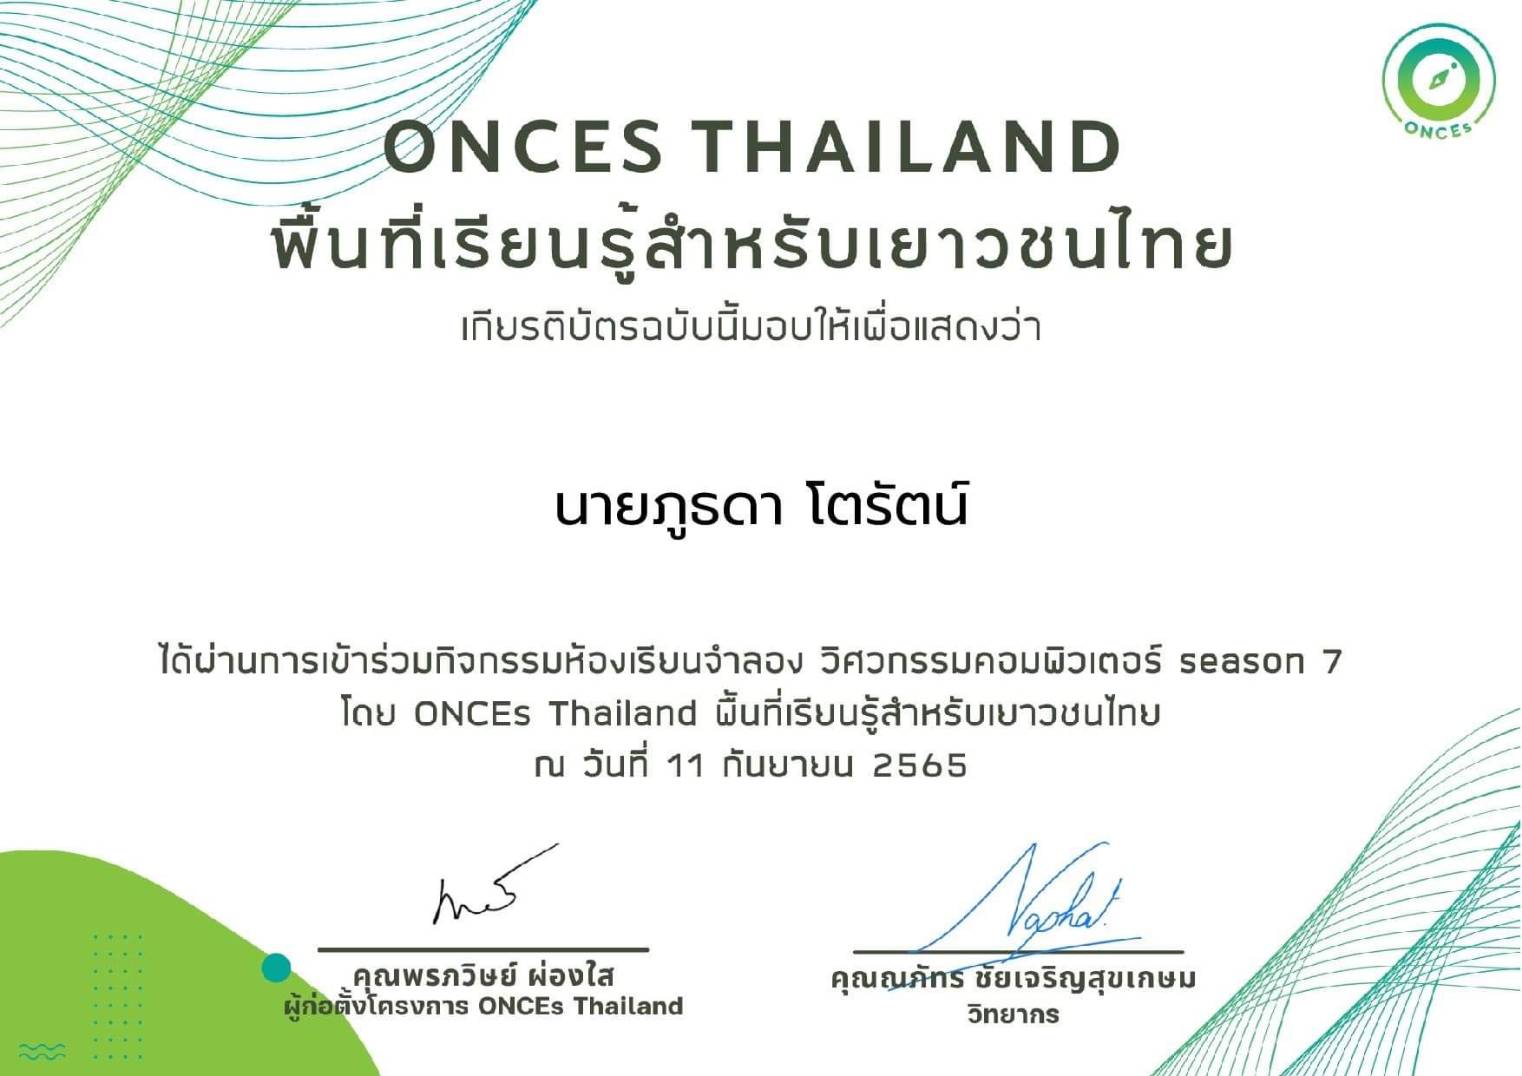 ONCEs
ONCES THAILAND
พื้นที่เรียนรู้สำหรับเยาวชนไทย
เกียรติบัตรฉบับนี้มอบให้เพื่อแสดงว่า
นายภูธดา โตรัตน์
ได้ผ่านการเข้าร่วมกิจกรรมห้องเรียนจำลอง วิศวกรรมคอมพิวเตอร์ season 7
โดย ONCEs Thailand พื้นที่เรียนรู้สำหรับเยาวชนไทย
ณ วันที่ 11 กันยายน 2565
คุณพรภวิษย์ ผ่องใส
ผู้ก่อตั้งโครงการ ONCEs Thailand
คุณณภัทร ชัยเจริญสุขเกษม
วิทยากร